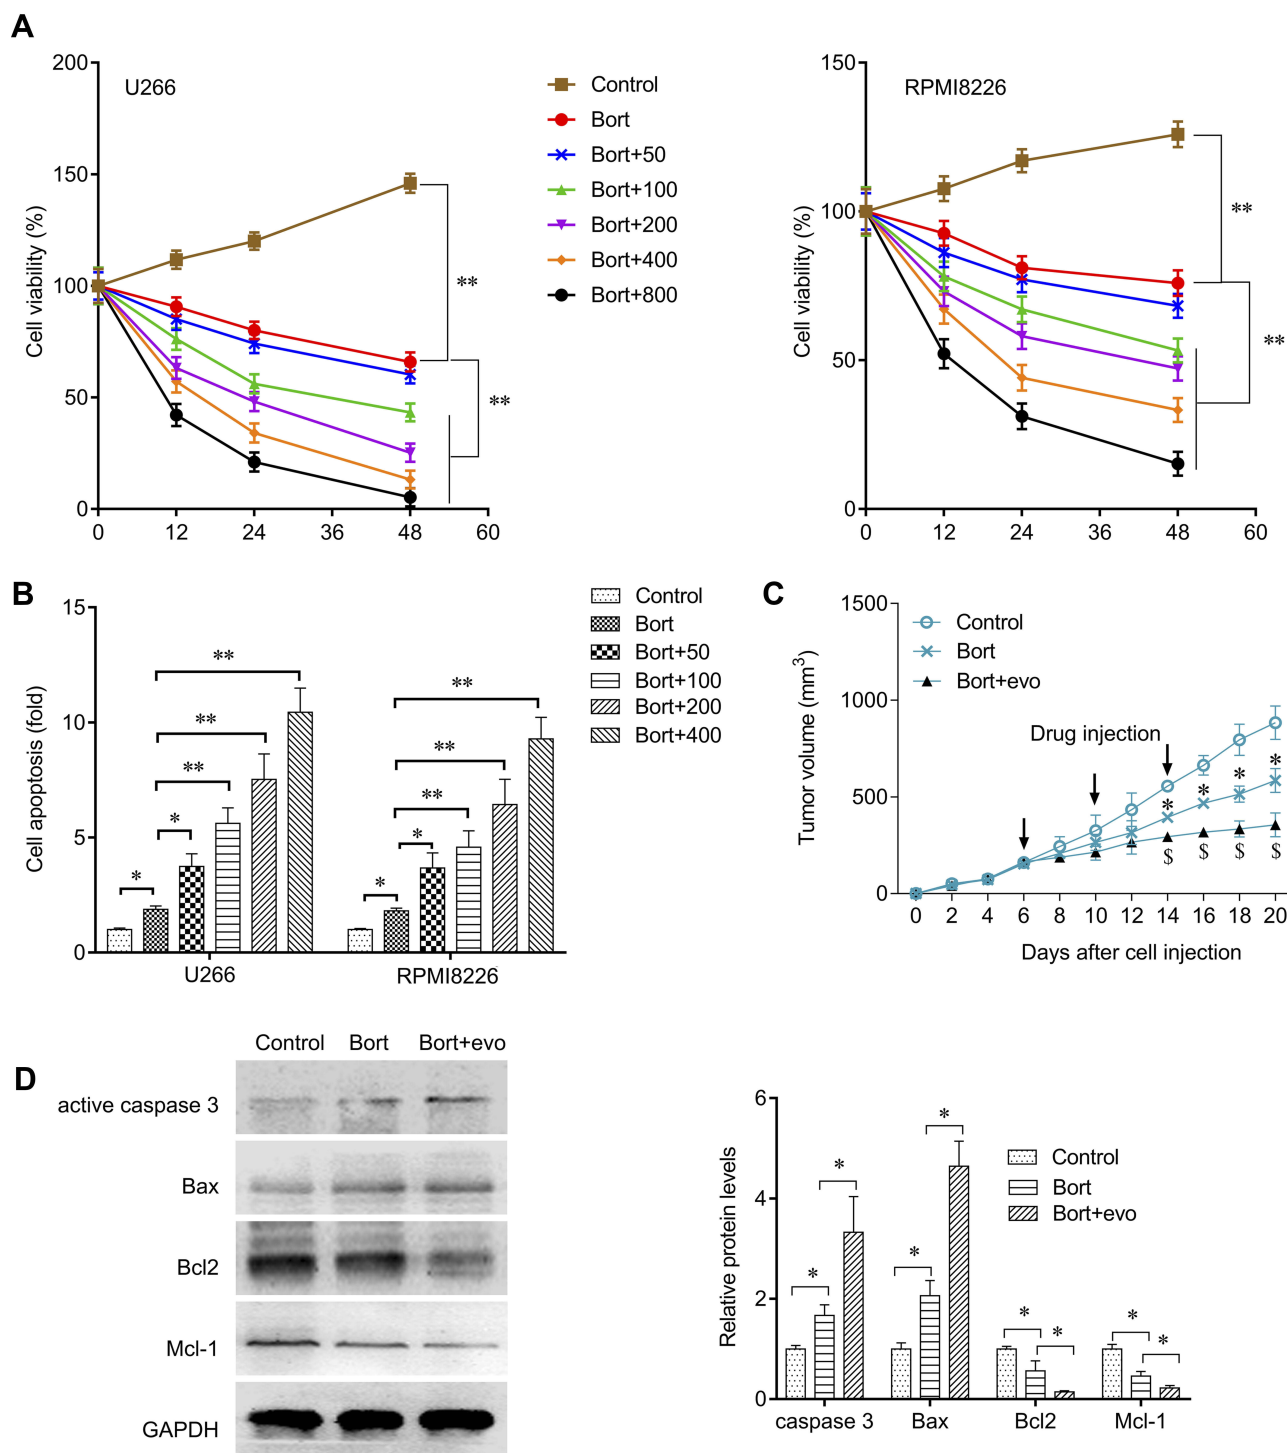 A
U266
Cell viability (%)
200
150
100
50
0
0 12 24 36 48 60
**
**
Control
Bort
Bort+50
Bort+100
Bort+200
Bort+400
Bort+800
RPMI8226
Cell viability (%)
150
100
50
0
0 12 24 36 48 60
**
**
B
Cell apoptosis (fold)
15
10
5
0
* * ** ** **
* * ** ** **
U266 RPMI8226
Control
Bort
Bort+50
Bort+100
Bort+200
Bort+400
C
Tumor volume (mm3)
1500
1000
500
0
Control
Bort
Bort+evo
Drug injection
* * * *
$ $ $ $
0 2 4 6 8 10 12 14 16 18 20
Days after cell injection
D
Control Bort Bort+evo
active caspase 3
Bax
Bcl2
Mcl-1
GAPDH
Relative protein levels
6
4
2
0
* * * * * * * *
Control
Bort
Bort+evo
caspase 3 Bax Bcl2 Mcl-1